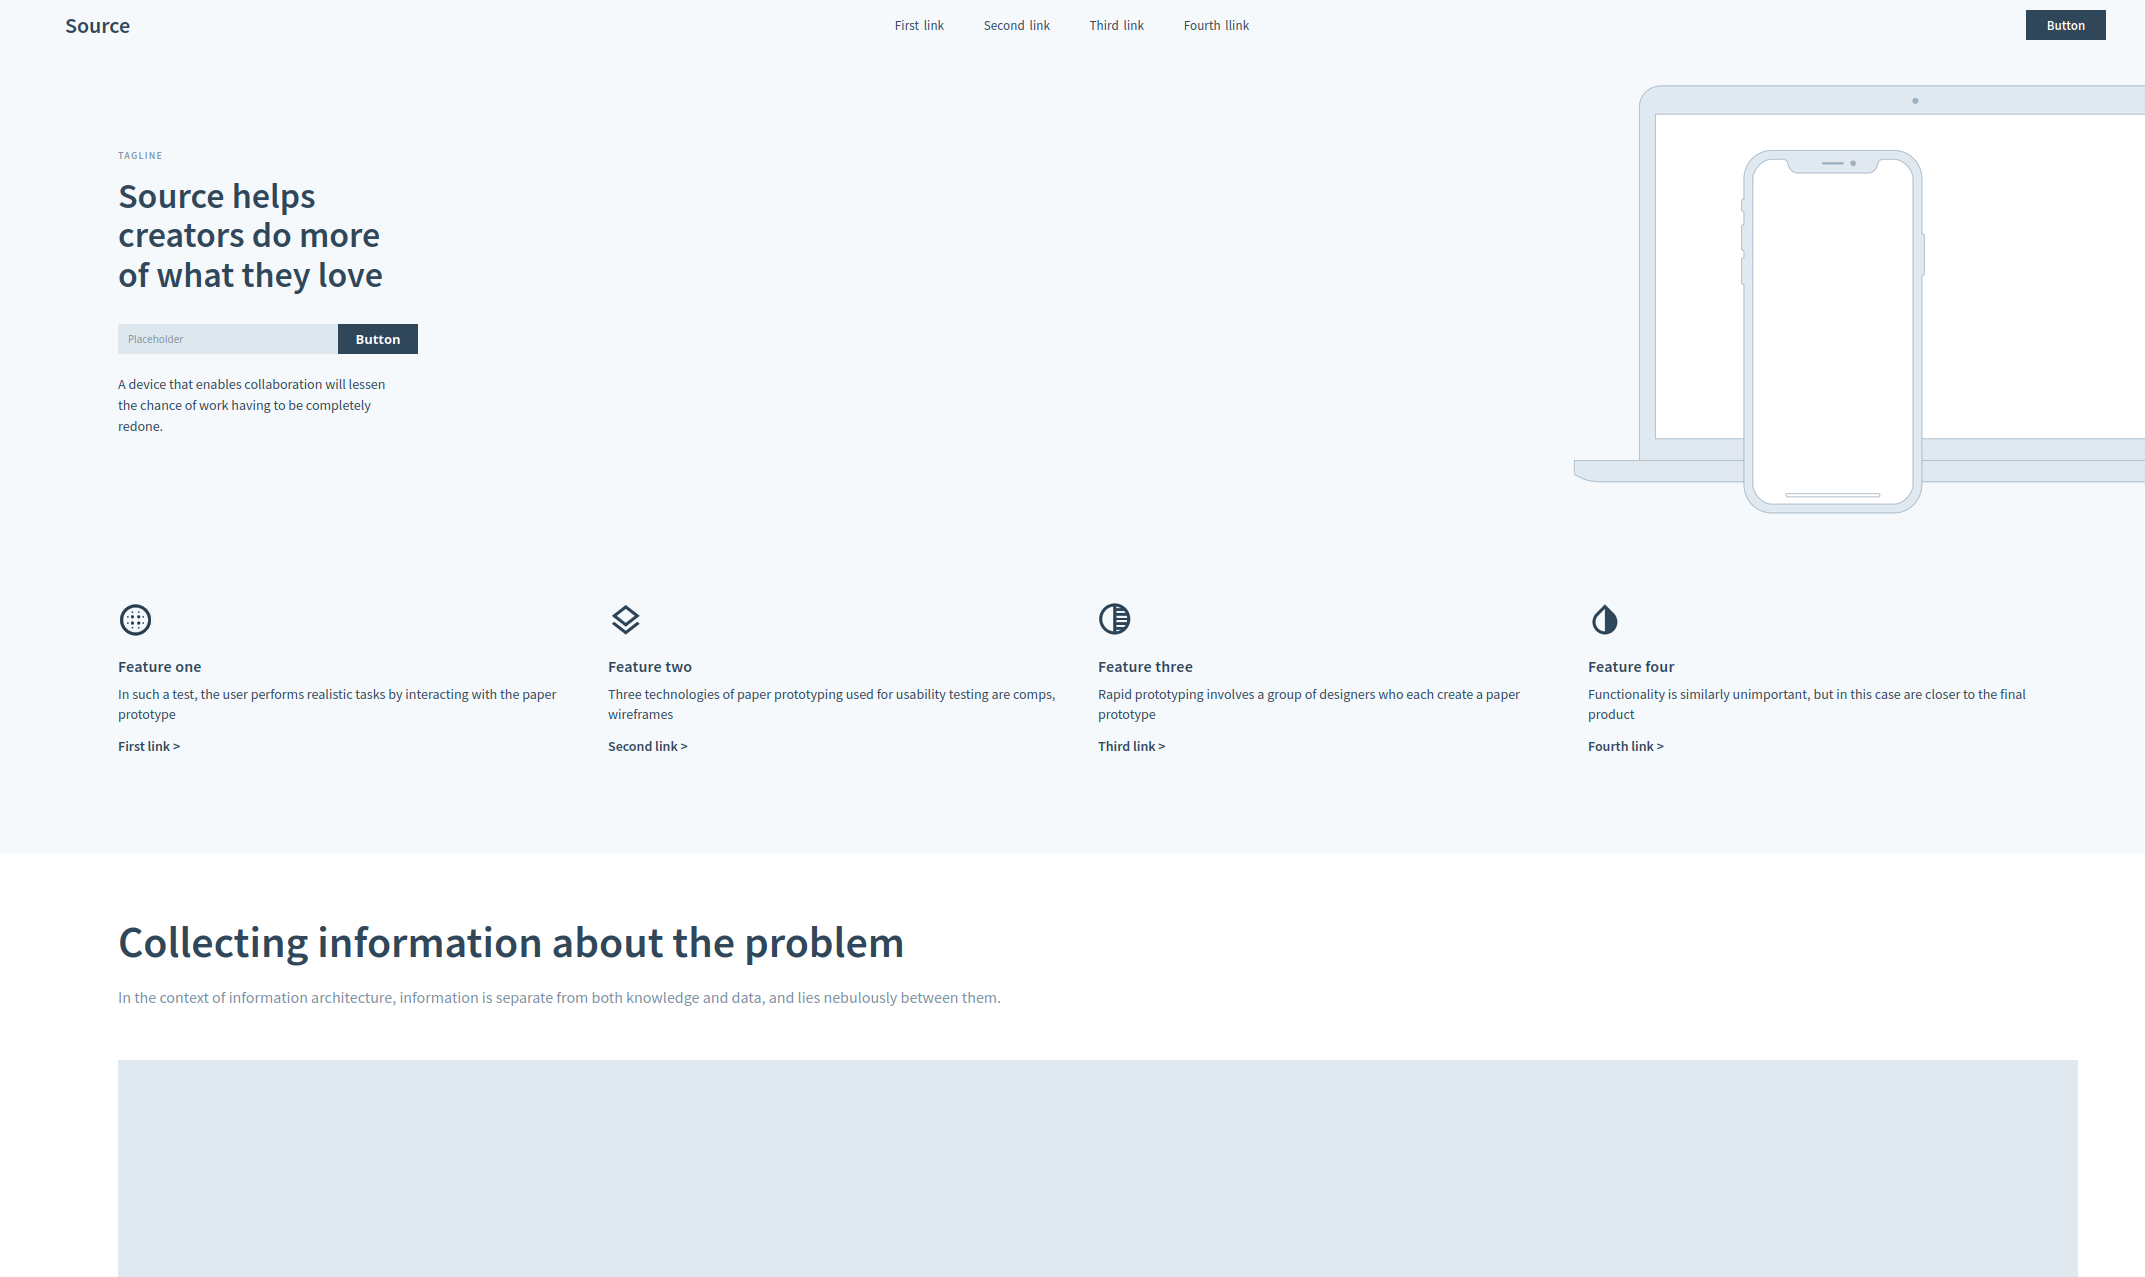 Source
First link
Second link
Third link
Fourth llink
Button
TAGLINE
Source helps
creators do more
of what they love
Placeholder
Button
A device that enables collaboration will lessen
the chance of work having to be completely
redone.
Feature one
In such a test, the user performs realistic tasks by interacting with the paper
prototype
First link >
Feature two
Three technologies of paper prototyping used for usability testing are comps,
wireframes
Second link >
Feature three
Rapid prototyping involves a group of designers who each create a paper
prototype
Third link >
Feature four
Functionality is similarly unimportant, but in this case are closer to the final
product
Fourth link >
Collecting information about the problem
In the context of information architecture, information is separate from both knowledge and data, and lies nebulously between them.